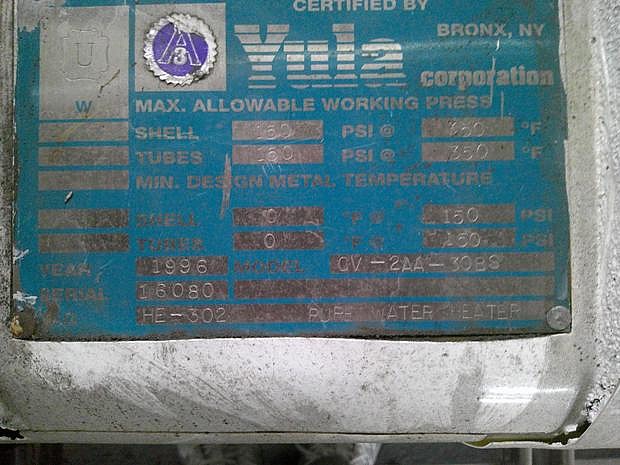 CERTIFIED BY
U
W
A
3
Yula
BRONX, NY
corporation
MAX. ALLOWABLE WORKING PRESS
SHELL 150 PSI @ 350 °F
TUBES 150 PSI @ 350 °F
MIN. DESIGN METAL TEMPERATURE
SHELL 0 °F @ 150 PSI
TUBES 0 °F @ 150 PSI
YEAR 1996 MODEL CV-2AA-30BS
SERIAL 16080
HE-302 PURE WATER HEATER